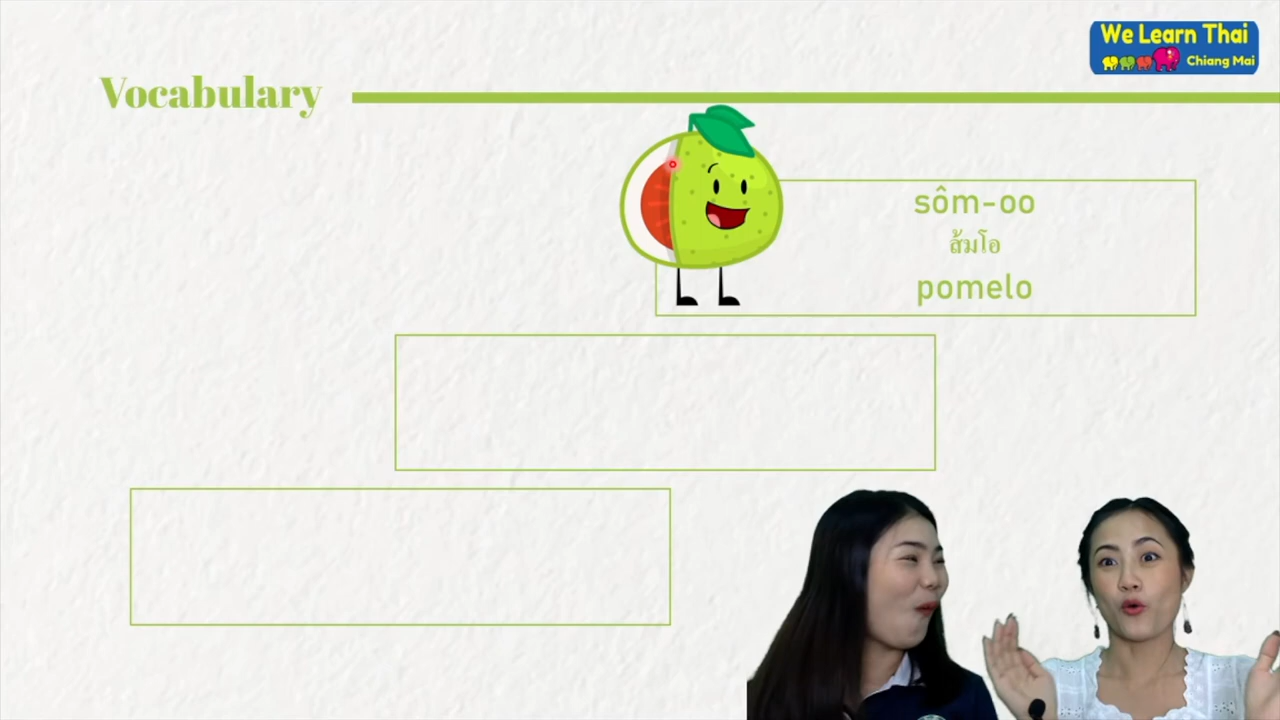 We Learn Thai
Chiang Mai
Vocabulary
sôm-oo
ส้มโอ
pomelo